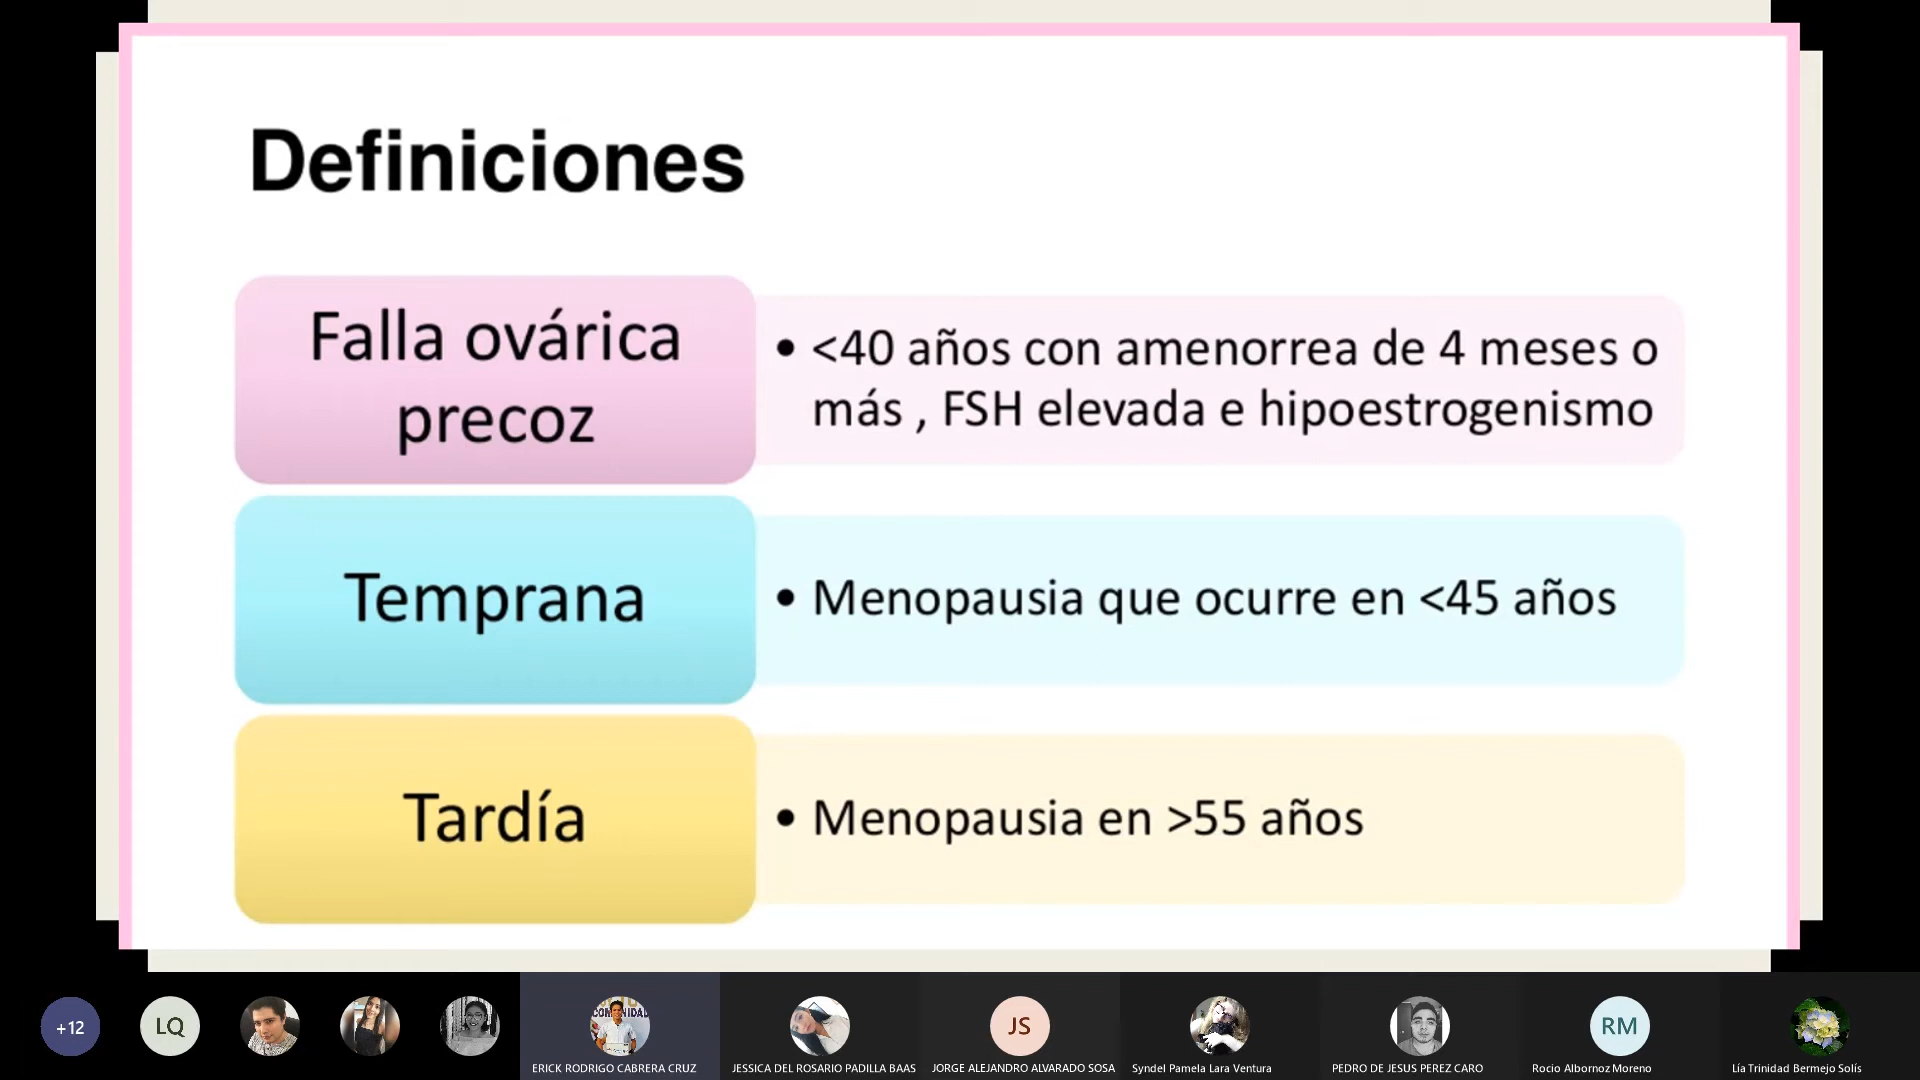 Definiciones
Falla ovárica
precoz
• <40 años con amenorrea de 4 meses o
más , FSH elevada e hipoestrogenismo
Temprana
• Menopausia que ocurre en <45 años
Tardía
• Menopausia en >55 años
+12
LQ
COMUNIDAD
JS
RM
ERICK RODRIGO CABRERA CRUZ
JESSICA DEL ROSARIO PADILLA BAAS
JORGE ALEJANDRO ALVARADO SOSA
Syndel Pamela Lara Ventura
PEDRO DE JESUS PEREZ CARO
Rocio Albornoz Moreno
Lía Trinidad Bermejo Solís